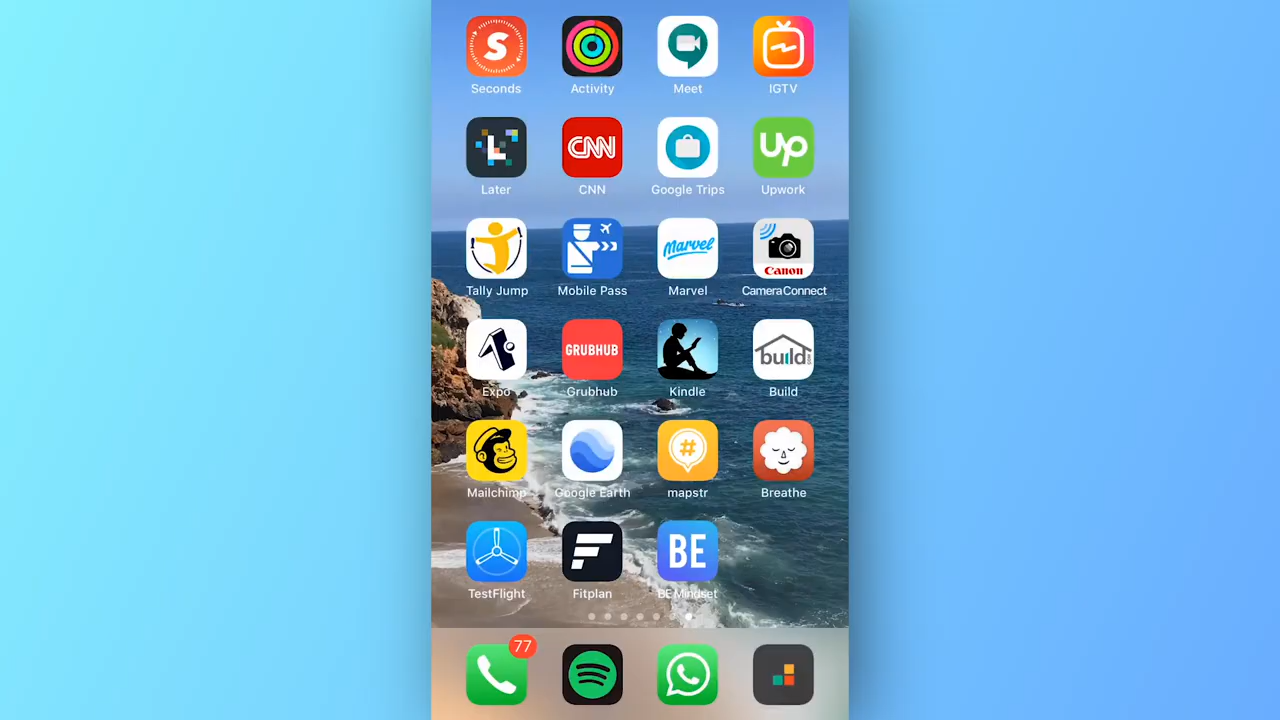 S
Seconds Activity Meet IGTV
L CNN Up
Later CNN Google Trips Upwork
Marvel Canon
Tally Jump Mobile Pass Marvel CameraConnect
GRUBHUB build.com
Expo Grubhub Kindle Build
#
Mailchimp Google Earth mapstr Breathe
F BE
TestFlight Fitplan BE Mindset
77